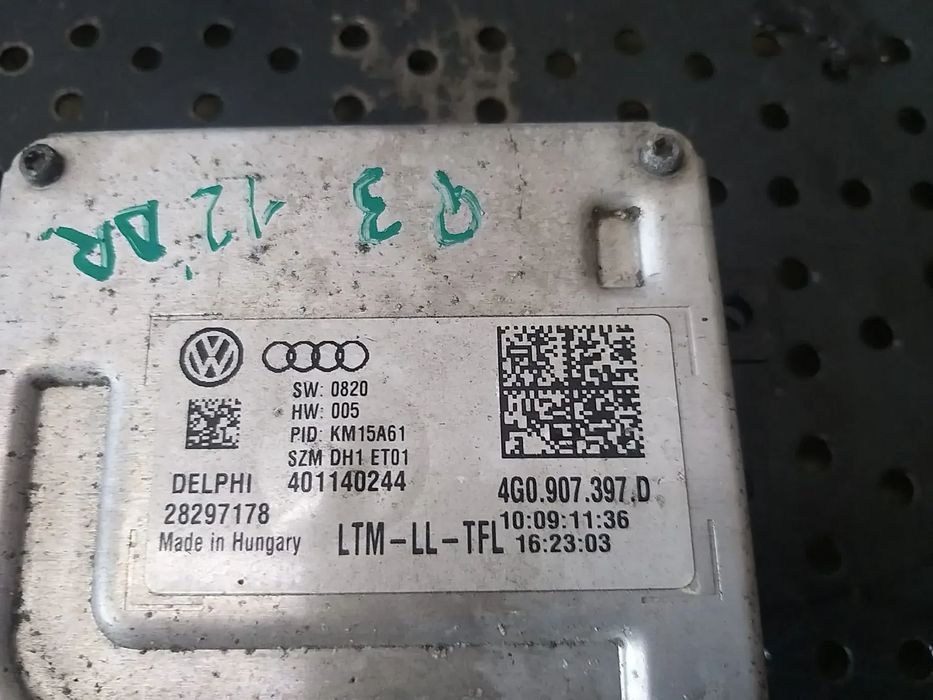 Q3
12 DR
SW: 0820
HW: 005
PID: KM15A61
SZM DH1 ET01
401140244
DELPHI
28297178
Made in Hungary
LTM-LL-TFL
4G0.907.397.D
10:09:11:36
16:23:03